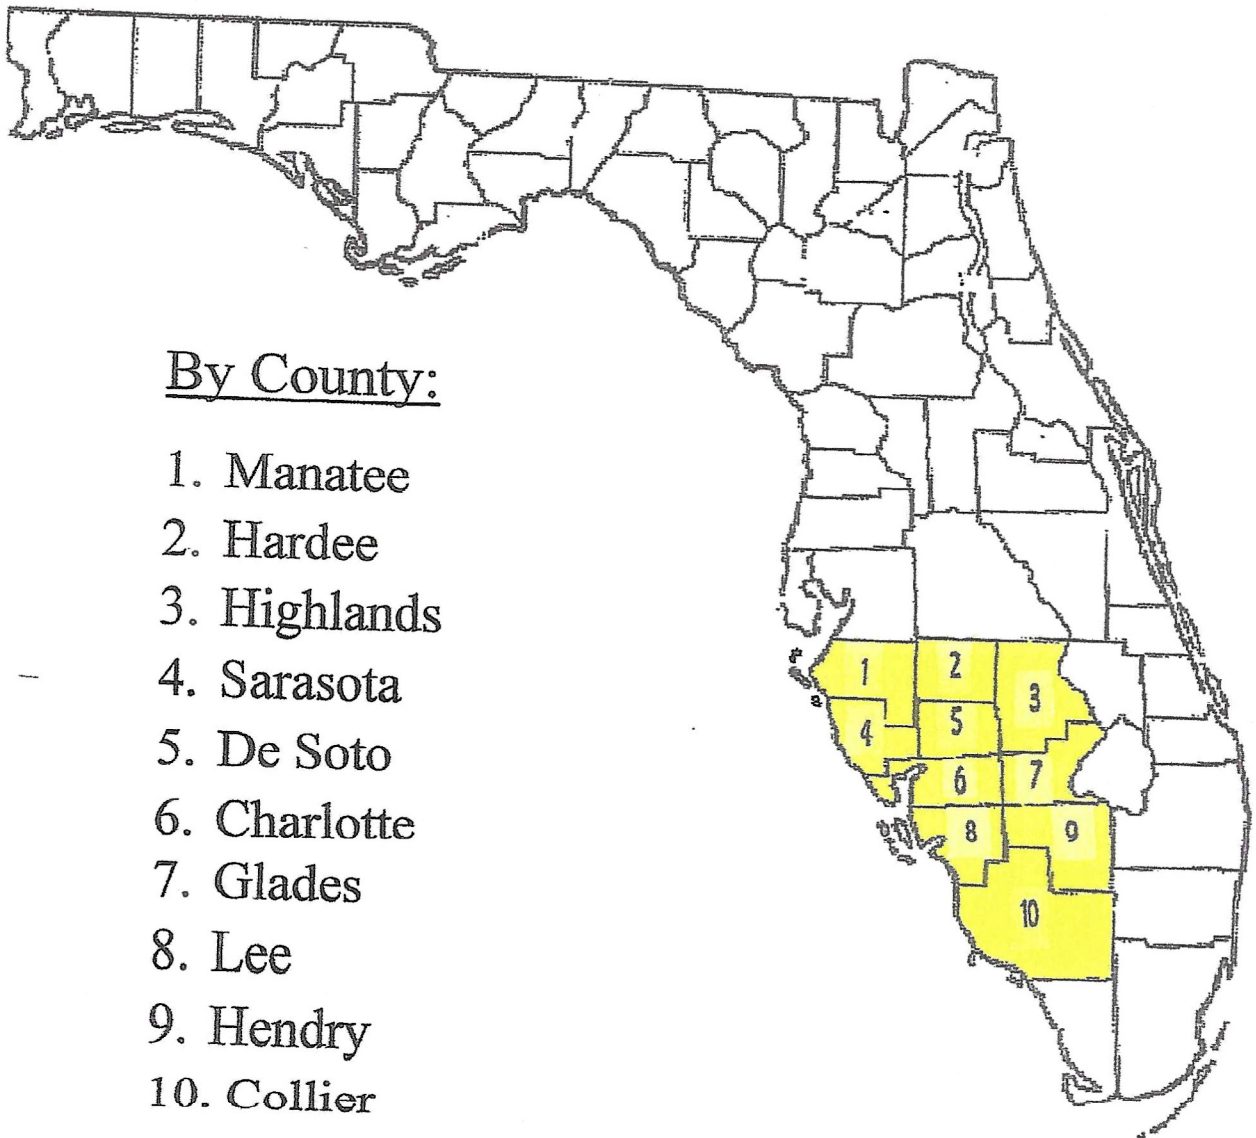 By County:
1. Manatee
2. Hardee
3. Highlands
4. Sarasota
5. De Soto
6. Charlotte
7. Glades
8. Lee
9. Hendry
10. Collier
1
2
3
4
5
6
7
8
9
10